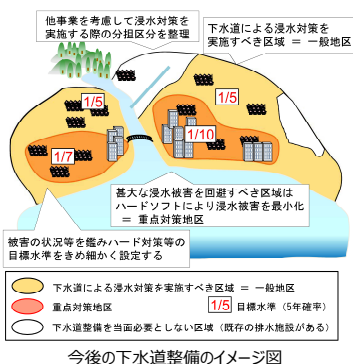 他事業を考慮して浸水対策を
実施する際の分担区分を整理
下水道による浸水対策を
実施すべき区域 = 一般地区
1/5
1/5
1/10
1/7
甚大な浸水被害を回避すべき区域は
ハードソフトにより浸水被害を最小化
= 重点対策地区
被害の状況等を鑑みハード対策等の
目標水準をきめ細かく設定する
下水道による浸水対策を実施すべき区域 = 一般地区
重点対策地区
1/5 目標水準（5年確率）
下水道整備を当面必要としない区域（既存の排水施設がある）
今後の下水道整備のイメージ図